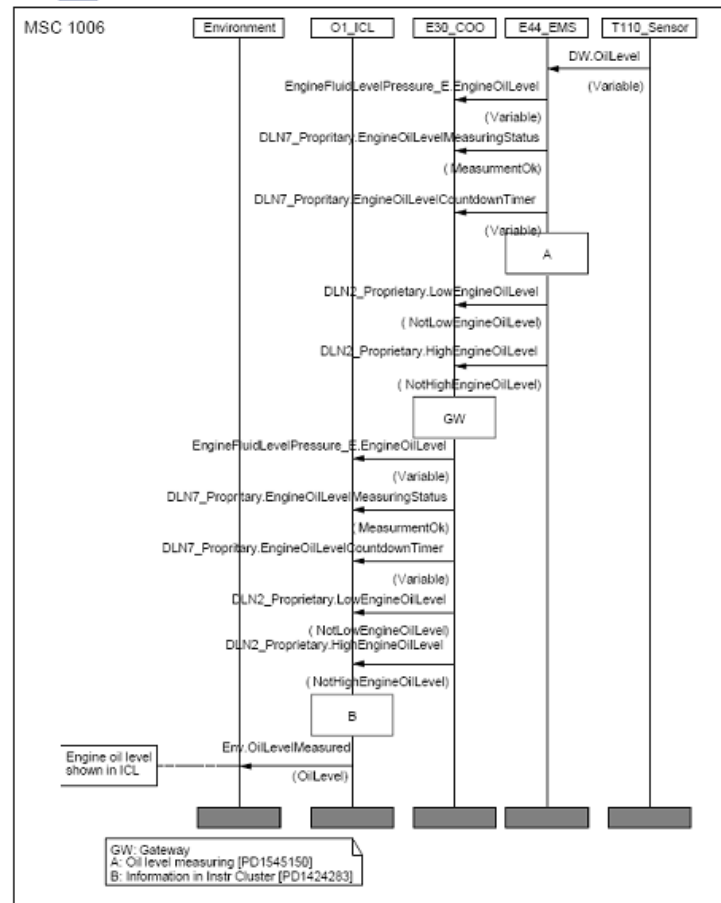 MSC 1006
Environment
O1_ICL
E30_COO
E44_EMS
T110_Sensor
DW.OilLevel
(Variable)
EngineFluidLevelPressure_E.EngineOilLevel
(Variable)
DLN7_Propritary.EngineOilLevelMeasuringStatus
( MeasurmentOk)
DLN7_Propritary.EngineOilLevelCountdownTimer
(Variable)
A
DLN2_Proprietary.LowEngineOilLevel
( NotLowEngineOilLevel)
DLN2_Proprietary.HighEngineOilLevel
( NotHighEngineOilLevel)
GW
EngineFluidLevelPressure_E.EngineOilLevel
(Variable)
DLN7_Propritary.EngineOilLevelMeasuringStatus
( MeasurmentOk)
DLN7_Propritary.EngineOilLevelCountdownTimer
(Variable)
DLN2_Proprietary.LowEngineOilLevel
( NotLowEngineOilLevel)
DLN2_Proprietary.HighEngineOilLevel
( NotHighEngineOilLevel)
B
Env.OilLevelMeasured
(OilLevel)
Engine oil level
shown in ICL
GW: Gateway
A: Oil level measuring [PD1545150]
B: Information in Instr Cluster [PD1424283]